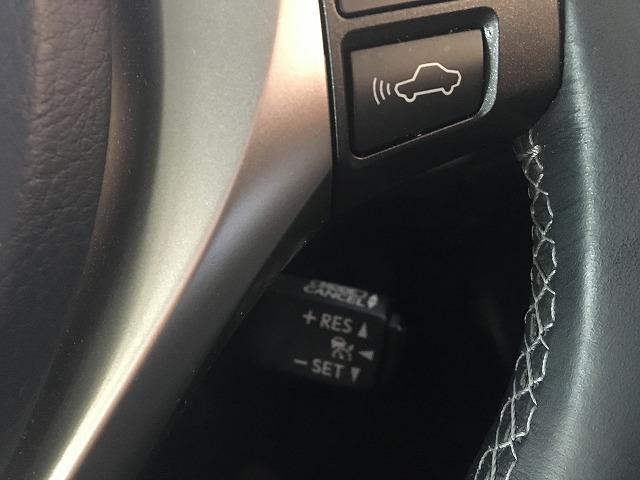 CANCEL
+ RES ▲
− SET ▼